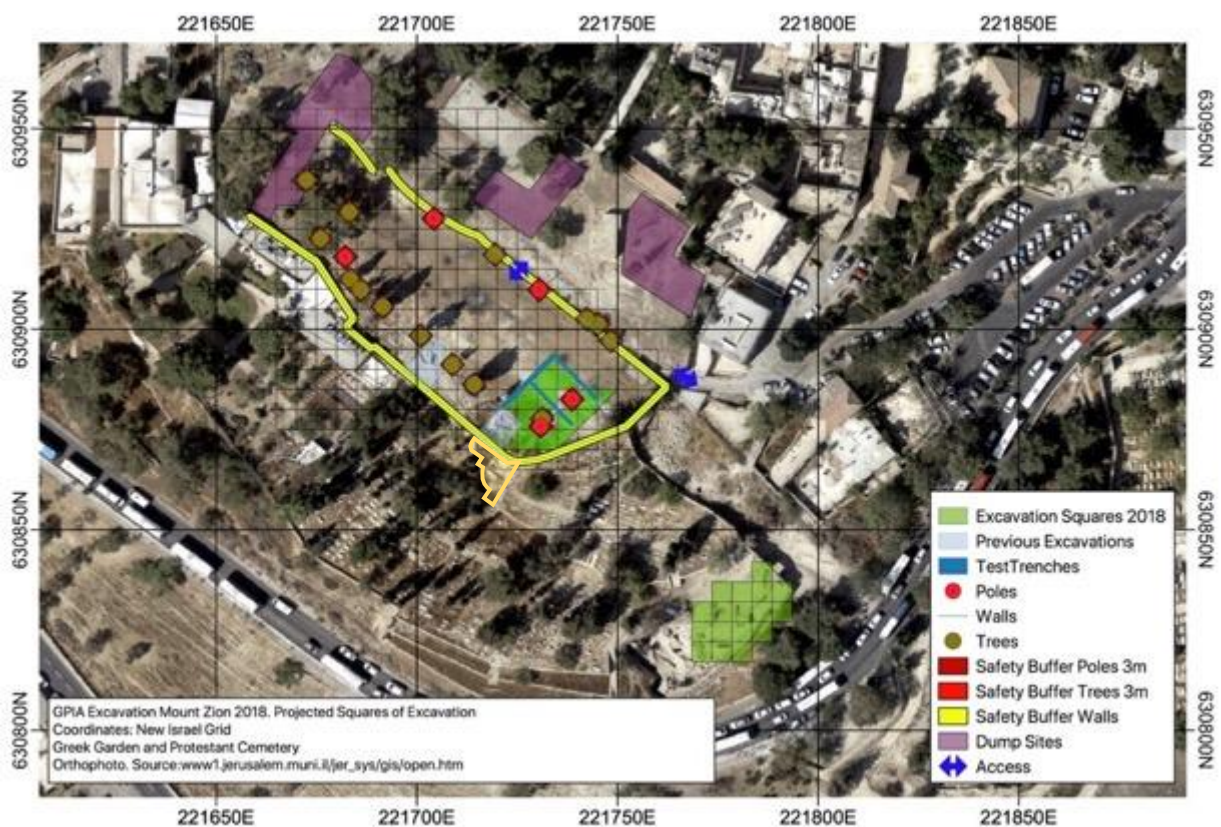 221650E 221700E 221750E 221800E 221850E
630950N 630950N
630900N 630900N
630850N 630850N
630800N 630800N
Excavation Squares 2018
Previous Excavations
TestTrenches
Poles
Walls
Trees
Safety Buffer Poles 3m
Safety Buffer Trees 3m
Safety Buffer Walls
Dump Sites
Access
GPIA Excavation Mount Zion 2018. Projected Squares of Excavation
Coordinates: New Israel Grid
Greek Garden and Protestant Cemetery
Orthophoto. Source:www1.jerusalem.muni.il/jer_sys/gis/open.htm
221650E 221700E 221750E 221800E 221850E